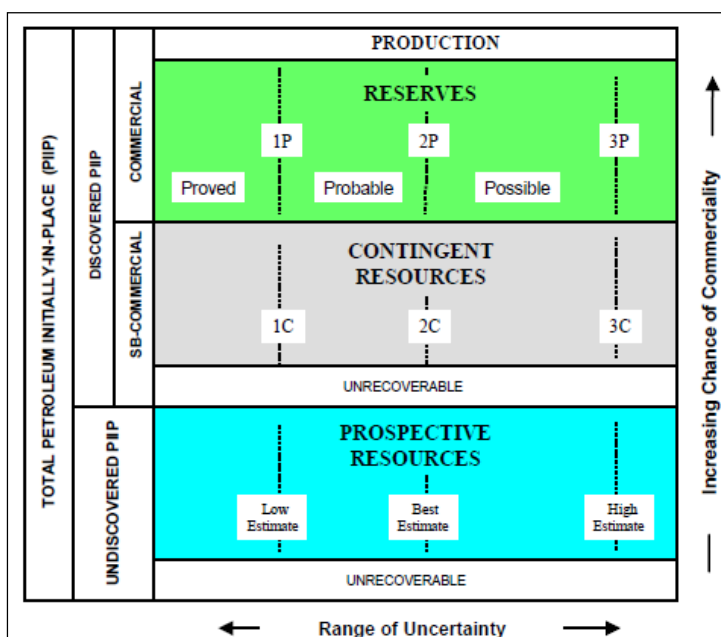 PRODUCTION
RESERVES
1P
2P
3P
Proved
Probable
Possible
CONTINGENT
RESOURCES
1C
2C
3C
UNRECOVERABLE
PROSPECTIVE
RESOURCES
Low
Estimate
Best
Estimate
High
Estimate
UNRECOVERABLE
TOTAL PETROLEUM INITIALLY-IN-PLACE (PIIP)
DISCOVERED PIIP
UNDISCOVERED PIIP
COMMERCIAL
SB-COMMERCIAL
Increasing Chance of Commerciality
Range of Uncertainty